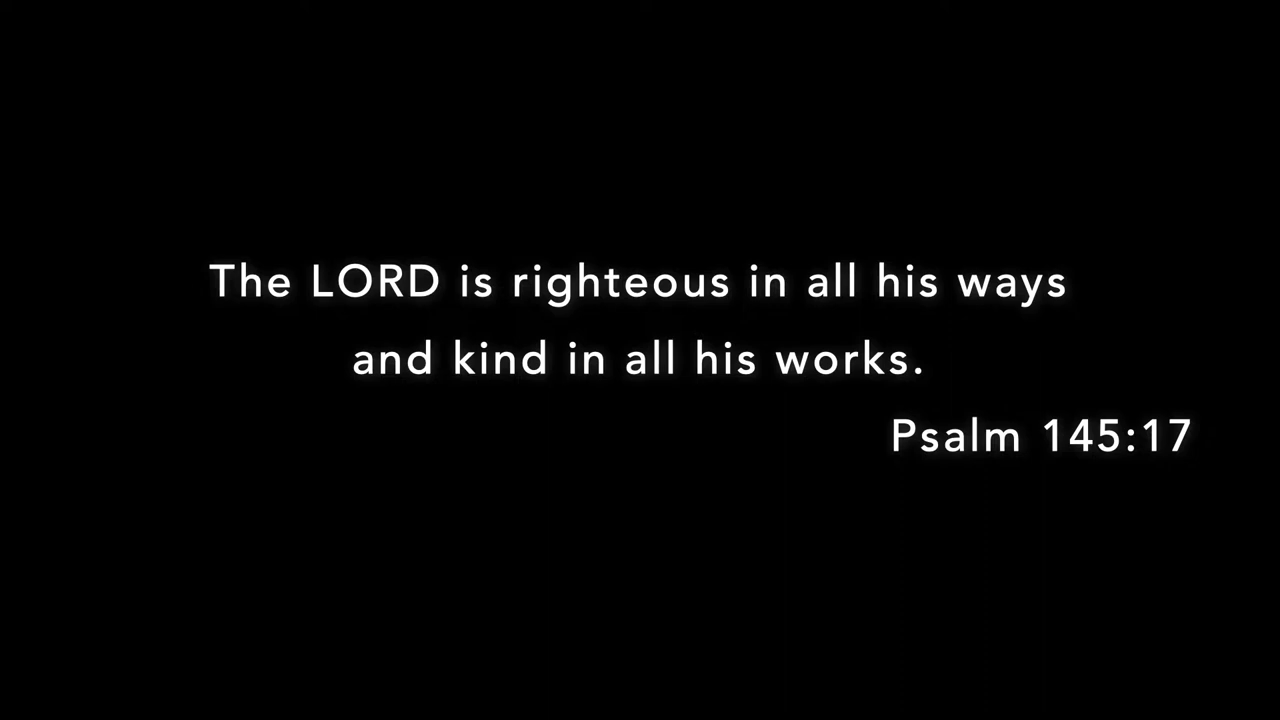 The LORD is righteous in all his ways
and kind in all his works.
Psalm 145:17